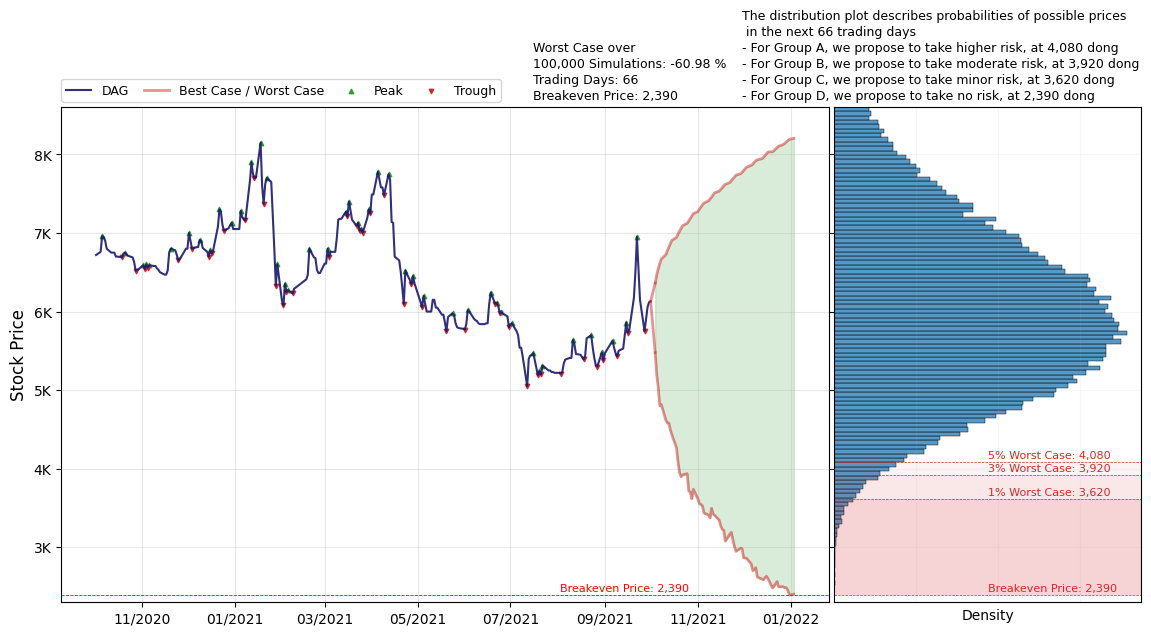 The distribution plot describes probabilities of possible prices
in the next 66 trading days
- For Group A, we propose to take higher risk, at 4,080 dong
- For Group B, we propose to take moderate risk, at 3,920 dong
- For Group C, we propose to take minor risk, at 3,620 dong
- For Group D, we propose to take no risk, at 2,390 dong
Worst Case over
100,000 Simulations: -60.98 %
Trading Days: 66
Breakeven Price: 2,390
DAG
Best Case / Worst Case
Peak
Trough
Stock Price
8K
7K
6K
5K
4K
3K
Breakeven Price: 2,390
11/2020
01/2021
03/2021
05/2021
07/2021
09/2021
11/2021
01/2022
5% Worst Case: 4,080
3% Worst Case: 3,920
1% Worst Case: 3,620
Breakeven Price: 2,390
Density